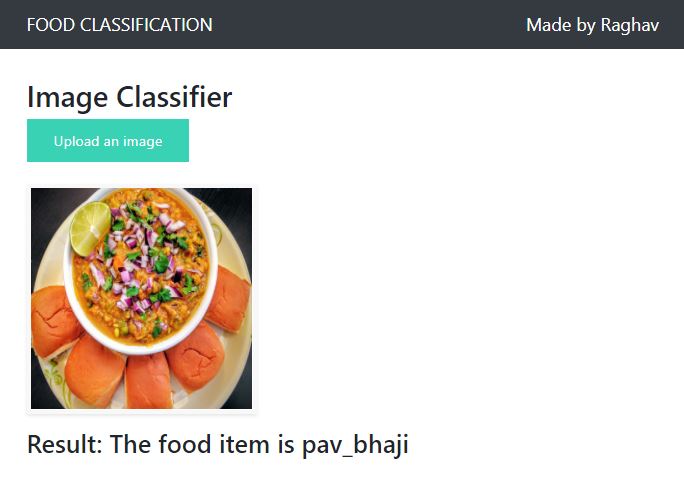 FOOD CLASSIFICATION
Made by Raghav
Image Classifier
Upload an image
Result: The food item is pav_bhaji